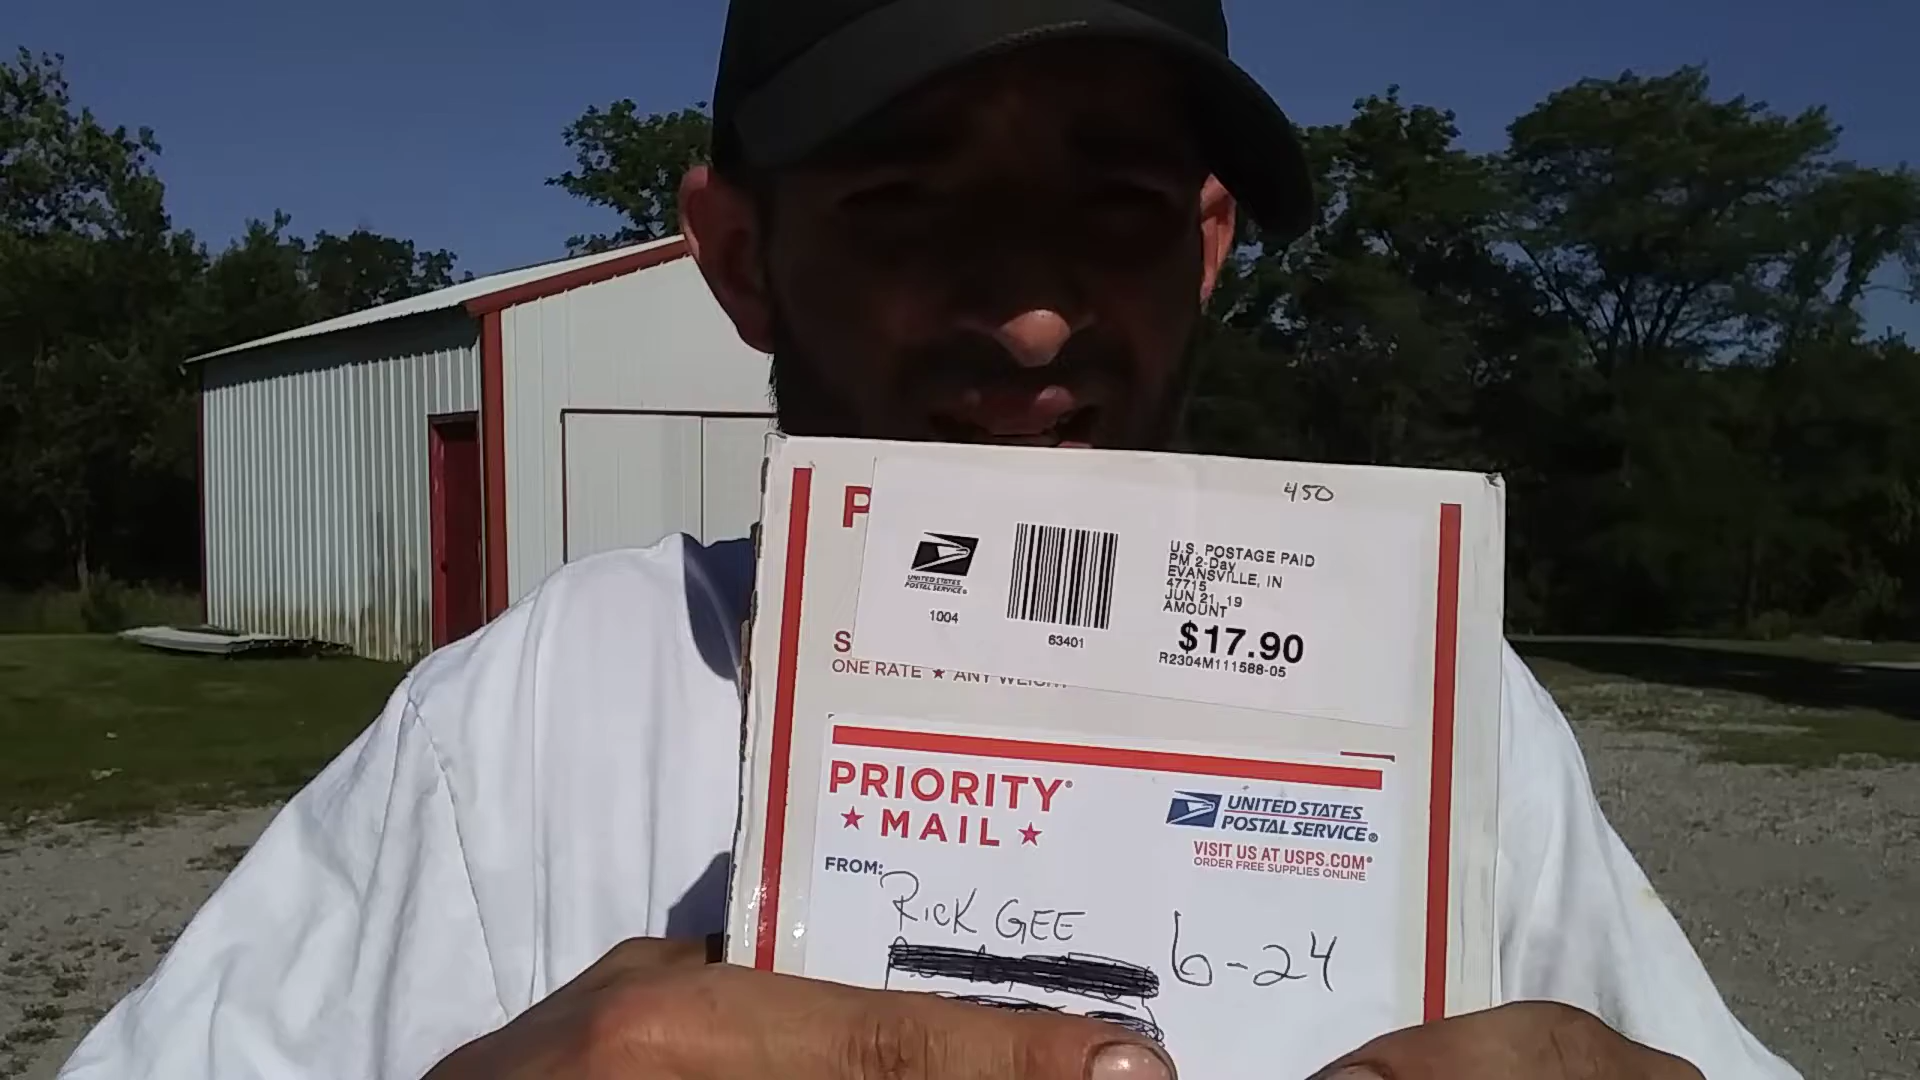 450
P
UNITED STATES
POSTAL SERVICE®
1004
63401
U.S. POSTAGE PAID
PM 2-Day
EVANSVILLE, IN
47715
JUN 21, 19
AMOUNT
$17.90
R2304M111588-05
S
ONE RATE ★ ANY WEIGHT
PRIORITY®
★ MAIL ★
UNITED STATES
POSTAL SERVICE®
VISIT US AT USPS.COM®
ORDER FREE SUPPLIES ONLINE
FROM:
RICK GEE
6-24